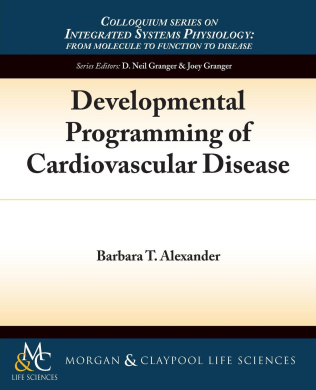 COLLOQUIUM SERIES ON
INTEGRATED SYSTEMS PHYSIOLOGY:
FROM MOLECULE TO FUNCTION TO DISEASE
Series Editors: D. Neil Granger & Joey Granger
Developmental
Programming of
Cardiovascular Disease
Barbara T. Alexander
M&C
LIFE SCIENCES
MORGAN & CLAYPOOL LIFE SCIENCES